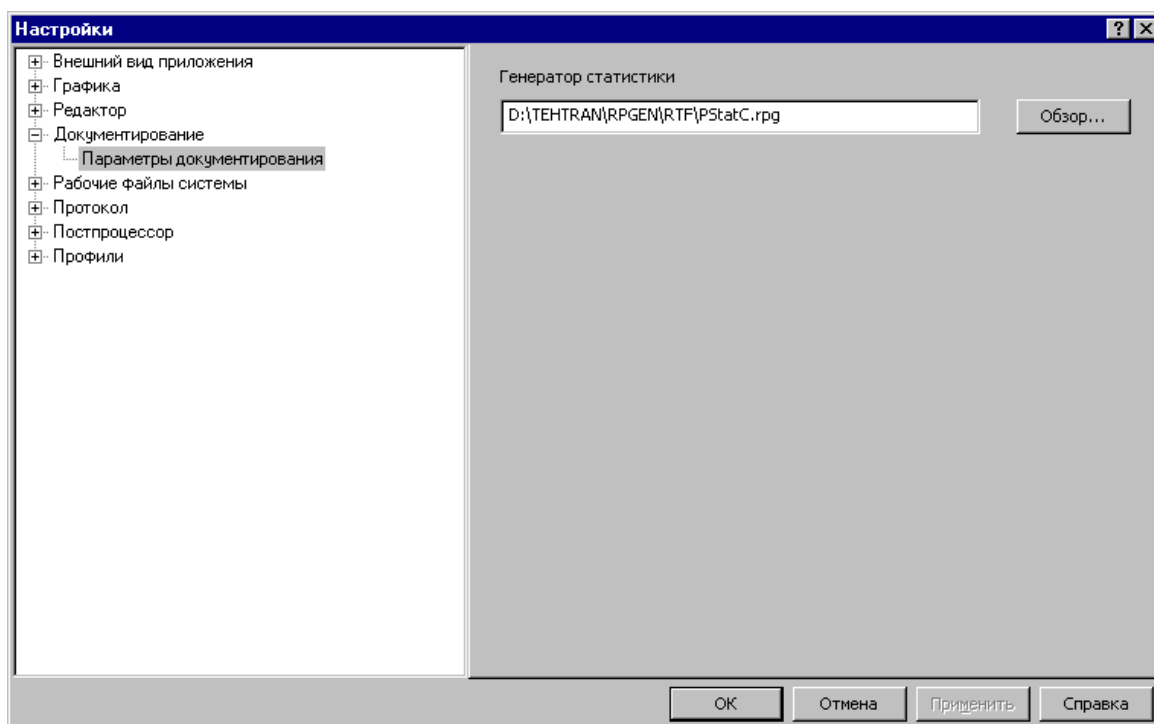 Настройки
Внешний вид приложения
Графика
Редактор
Документирование
Параметры документирования
Рабочие файлы системы
Протокол
Постпроцессор
Профили
Генератор статистики
D:\TEHTRAN\RPGEN\RTF\PStatC.rpg
Обзор...
ОК
Отмена
Применить
Справка